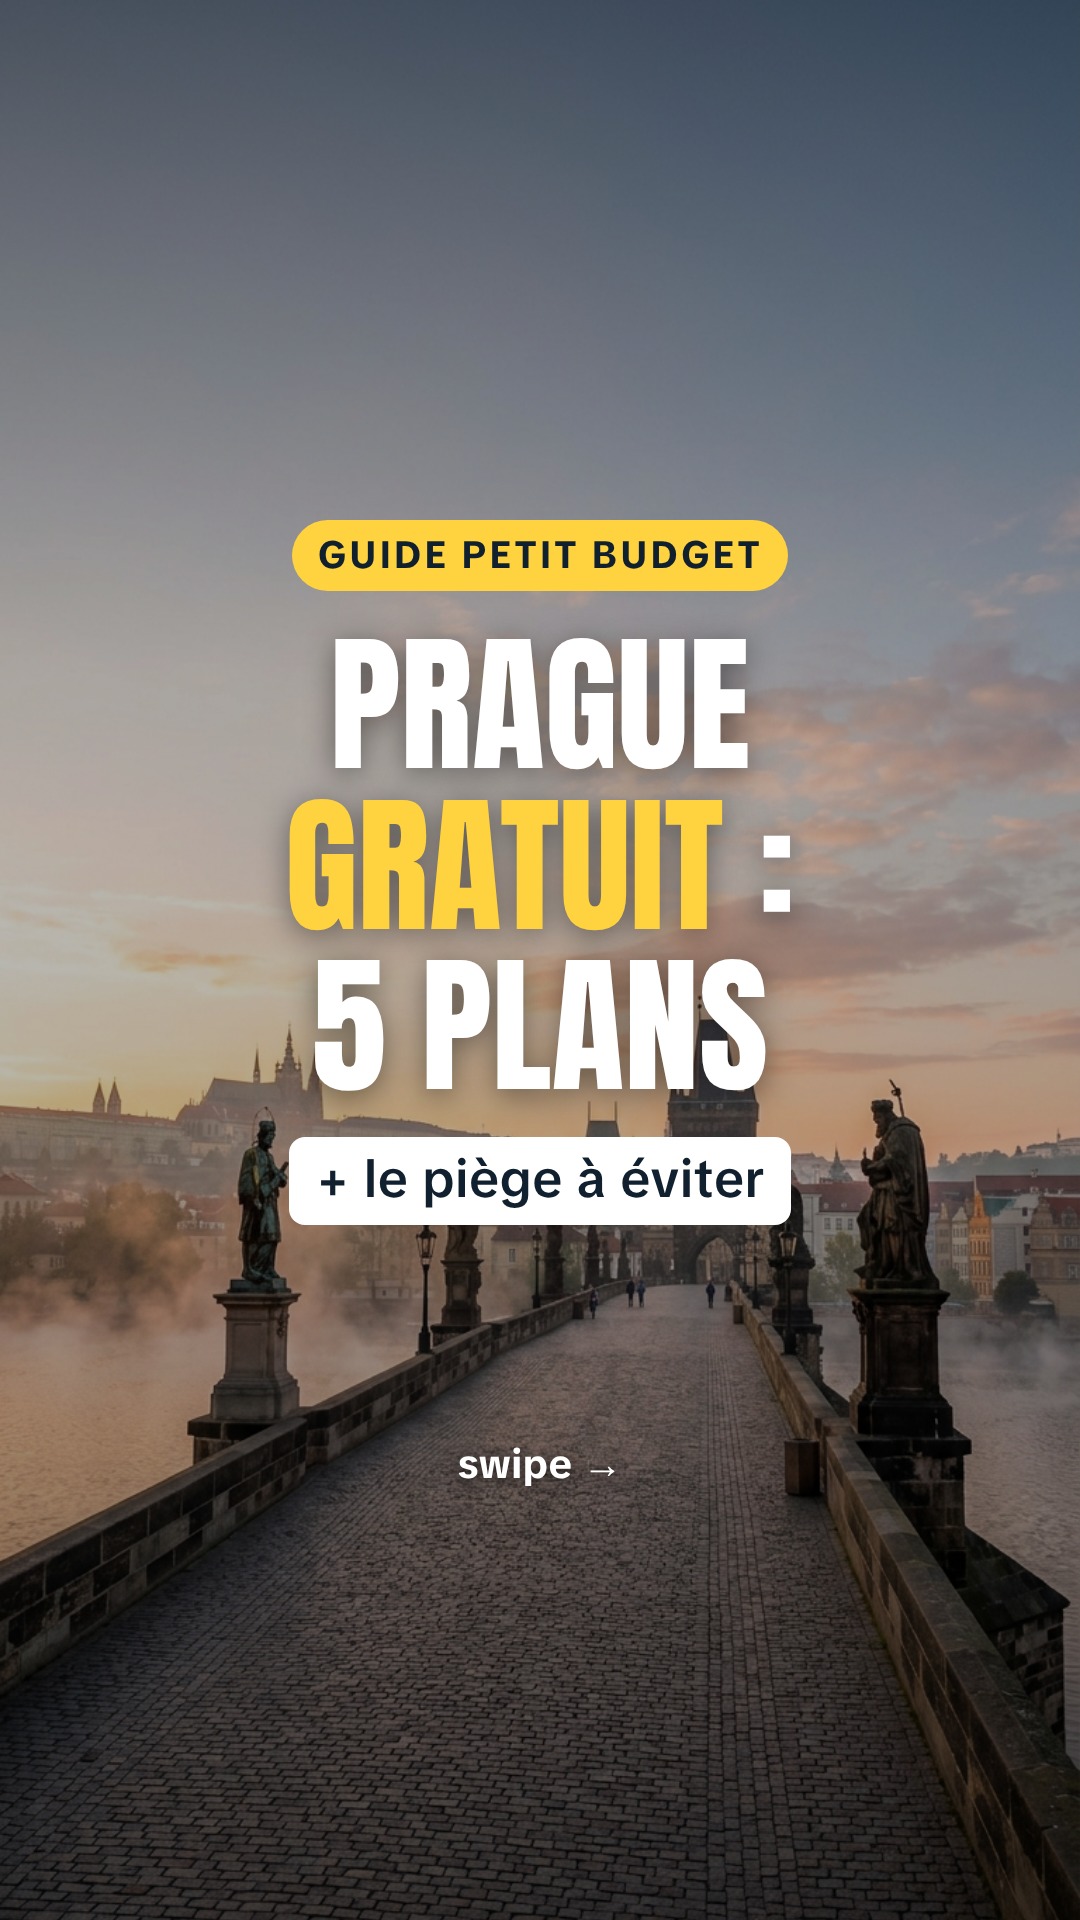 GUIDE PETIT BUDGET
PRAGUE
GRATUIT :
5 PLANS
+ le piège à éviter
swipe →